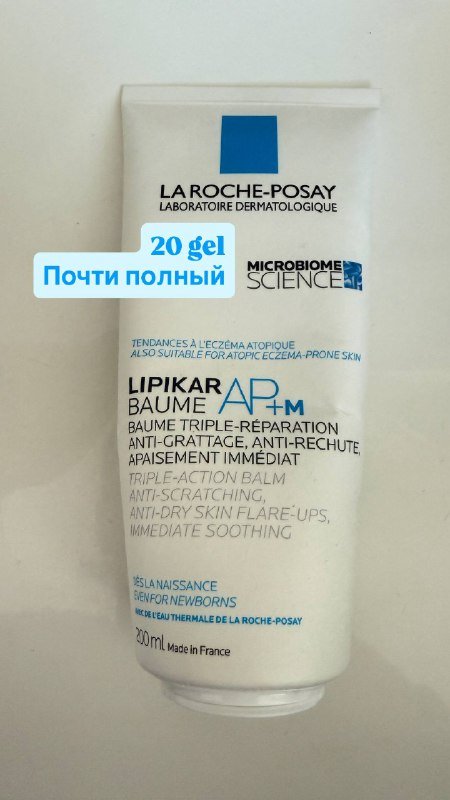 LA ROCHE-POSAY
LABORATOIRE DERMATOLOGIQUE
20 gel
Почти полный
MICROBIOME
SCIENCE
TENDANCES À L'ECZÉMA ATOPIQUE
ALSO SUITABLE FOR ATOPIC ECZEMA-PRONE SKIN
LIPIKAR
BAUME AP+M
BAUME TRIPLE-RÉPARATION
ANTI-GRATTAGE, ANTI-RECHUTE,
APAISEMENT IMMÉDIAT
TRIPLE-ACTION BALM
ANTI-SCRATCHING,
ANTI-DRY SKIN FLARE-UPS,
IMMEDIATE SOOTHING
DÈS LA NAISSANCE
EVEN FOR NEWBORNS
AVEC DE L'EAU THERMALE DE LA ROCHE-POSAY
200ml Made in France